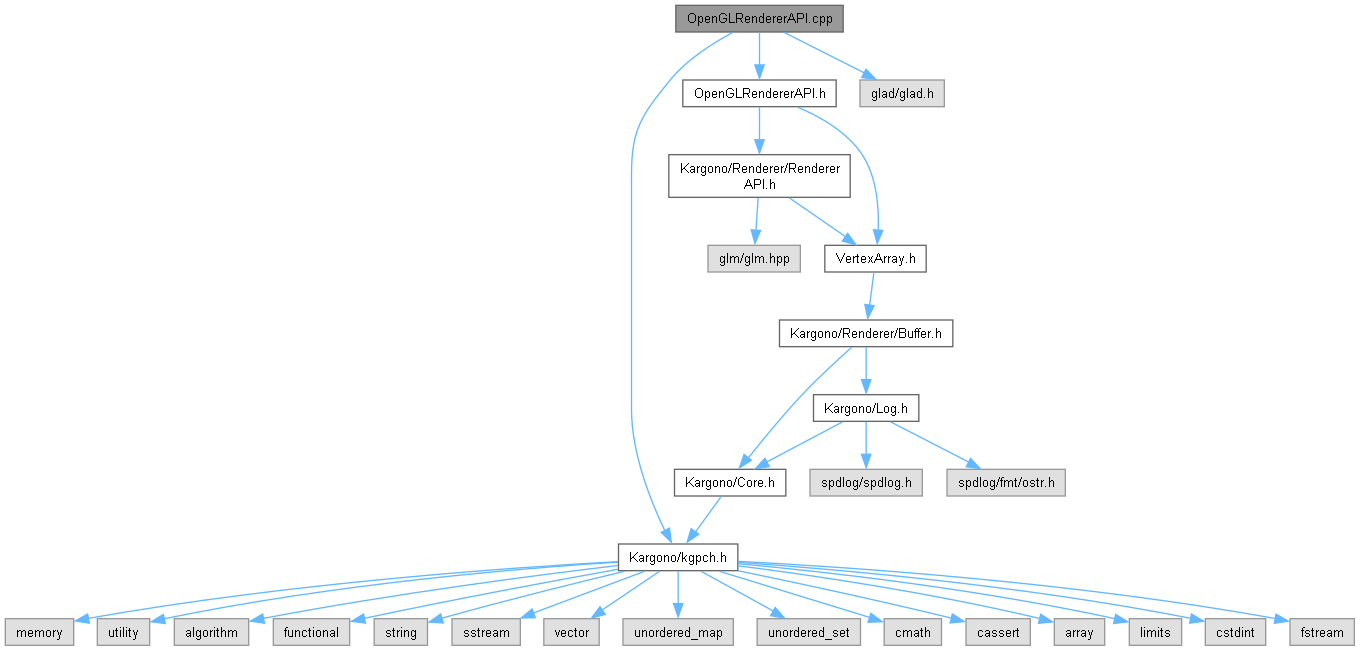 OpenGLRendererAPI.cpp
OpenGLRendererAPI.h
glad/glad.h
Kargono/Renderer/Renderer
API.h
glm/glm.hpp
VertexArray.h
Kargono/Renderer/Buffer.h
Kargono/Log.h
Kargono/Core.h
spdlog/spdlog.h
spdlog/fmt/ostr.h
Kargono/kgpch.h
memory
utility
algorithm
functional
string
sstream
vector
unordered_map
unordered_set
cmath
cassert
array
limits
cstdint
fstream